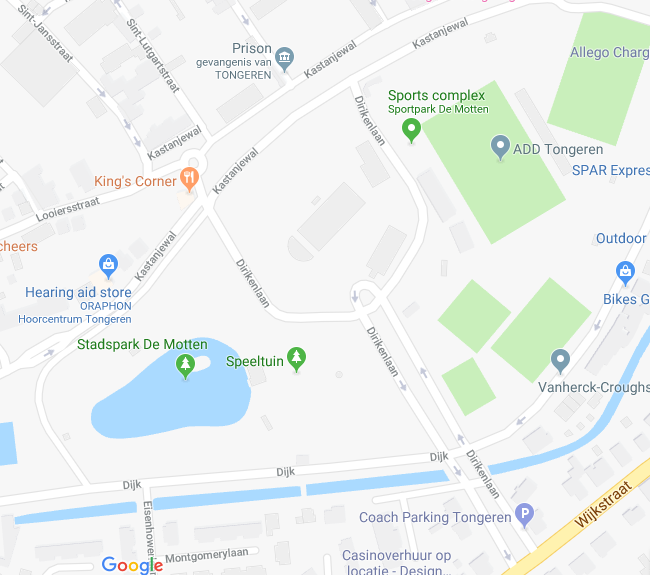 Sint-Jansstraat
Sint-Lutgartstraat
Prison
gevangenis van
TONGEREN
Kastanjewal
Kastanjewal
Allego Charg
Dirikenlaan
Sports complex
Sportpark De Motten
ADD Tongeren
SPAR Expres
Kastanjewal
Kastanjewal
King's Corner
Looiersstraat
cheers
Kastanjewal
Outdoor
Hearing aid store
ORAPHON
Hoorcentrum Tongeren
Dirikenlaan
Bikes G
Stadspark De Motten
Speeltuin
Dirikenlaan
Vanherck-Croughs
Dijk
Dijk
Dijk
Dirikenlaan
Eisenhower
Coach Parking Tongeren
P
Wijkstraat
Montgomerylaan
Google
Casinoverhuur op
locatie - Design...